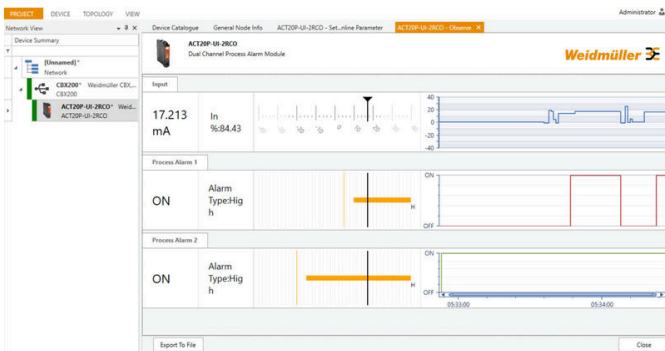 PROJECT DEVICE TOPOLOGY VIEW
Administrator
Network View
Device Catalogue General Node Info ACT20P-UI-2RCO - Set...nline Parameter ACT20P-UI-2RCO - Observe
Device Summary
[Unnamed]*
Network
CBX200* Weidmüller CBX,...
CBX200
ACT20P-UI-2RCO* Weid...
ACT20P-UI-2RCO
ACT20P-UI-2RCO
Dual Channel Process Alarm Module
Weidmüller
Input
17.213
mA
In
%:84.43
40
20
0
-20
-40
Process Alarm 1
ON
Alarm
Type:Hig
h
H
ON
OFF
Process Alarm 2
ON
Alarm
Type:Hig
h
H
ON
OFF
05:33:00 05:34:00
Export To File
Close